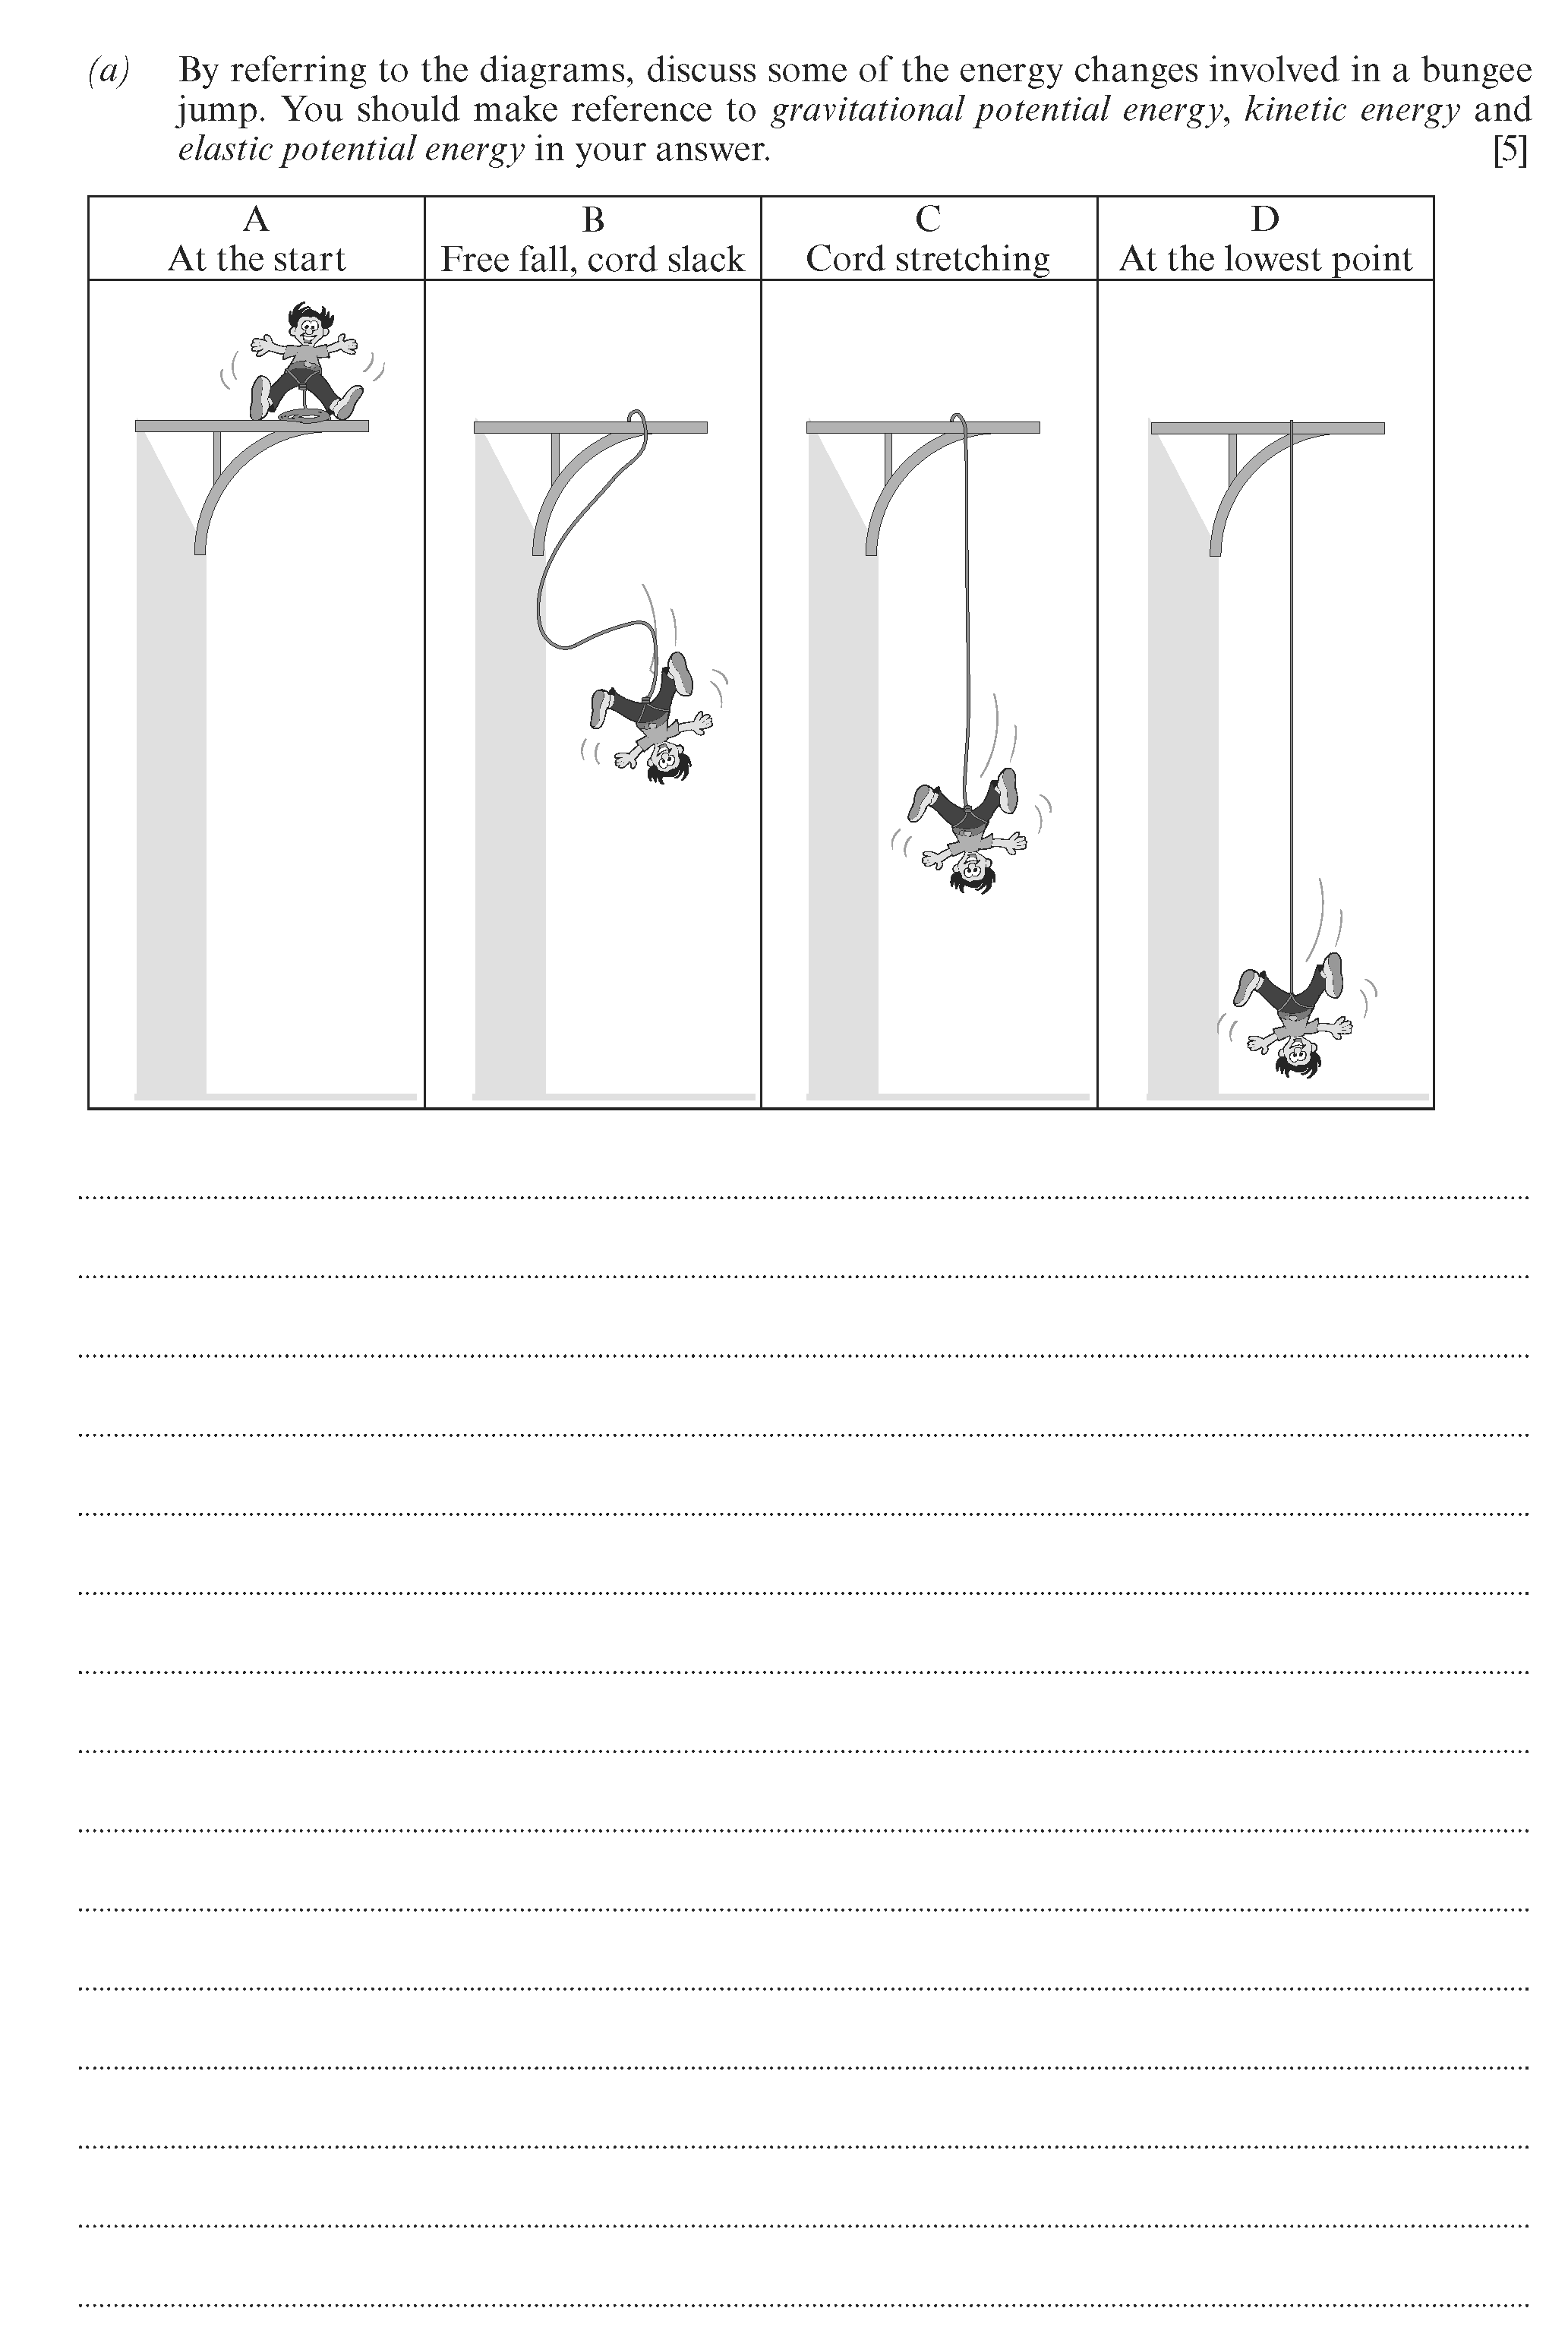 (a) By referring to the diagrams, discuss some of the energy changes involved in a bungee
jump. You should make reference to gravitational potential energy, kinetic energy and
elastic potential energy in your answer. [5]
A
At the start
B
Free fall, cord slack
C
Cord stretching
D
At the lowest point